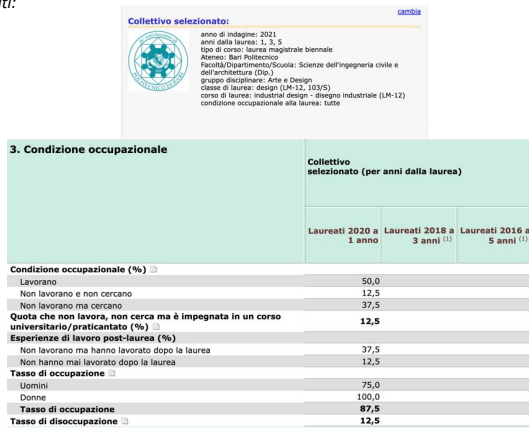 ti:
cambia
Collettivo selezionato:
anno di indagine: 2021
anni dalla laurea: 1, 3, 5
tipo di corso: laurea magistrale biennale
Ateneo: Bari Politecnico
Facoltà/Dipartimento/Scuola: Scienze dell'ingegneria civile e
dell'architettura (Dip.)
gruppo disciplinare: Arte e Design
classe di laurea: design (LM-12, 103/S)
corso di laurea: industrial design - disegno industriale (LM-12)
condizione occupazionale alla laurea: tutte
POLITECNICO DI BARI
3. Condizione occupazionale
Collettivo
selezionato (per anni dalla laurea)
Laureati 2020 a 1 anno
Laureati 2018 a 3 anni (1)
Laureati 2016 a 5 anni (1)
Condizione occupazionale (%)
Lavorano 50,0
Non lavorano e non cercano 12,5
Non lavorano ma cercano 37,5
Quota che non lavora, non cerca ma è impegnata in un corso
universitario/praticantato (%) 12,5
Esperienze di lavoro post-laurea (%)
Non lavorano ma hanno lavorato dopo la laurea 37,5
Non hanno mai lavorato dopo la laurea 12,5
Tasso di occupazione
Uomini 75,0
Donne 100,0
Tasso di occupazione 87,5
Tasso di disoccupazione 12,5